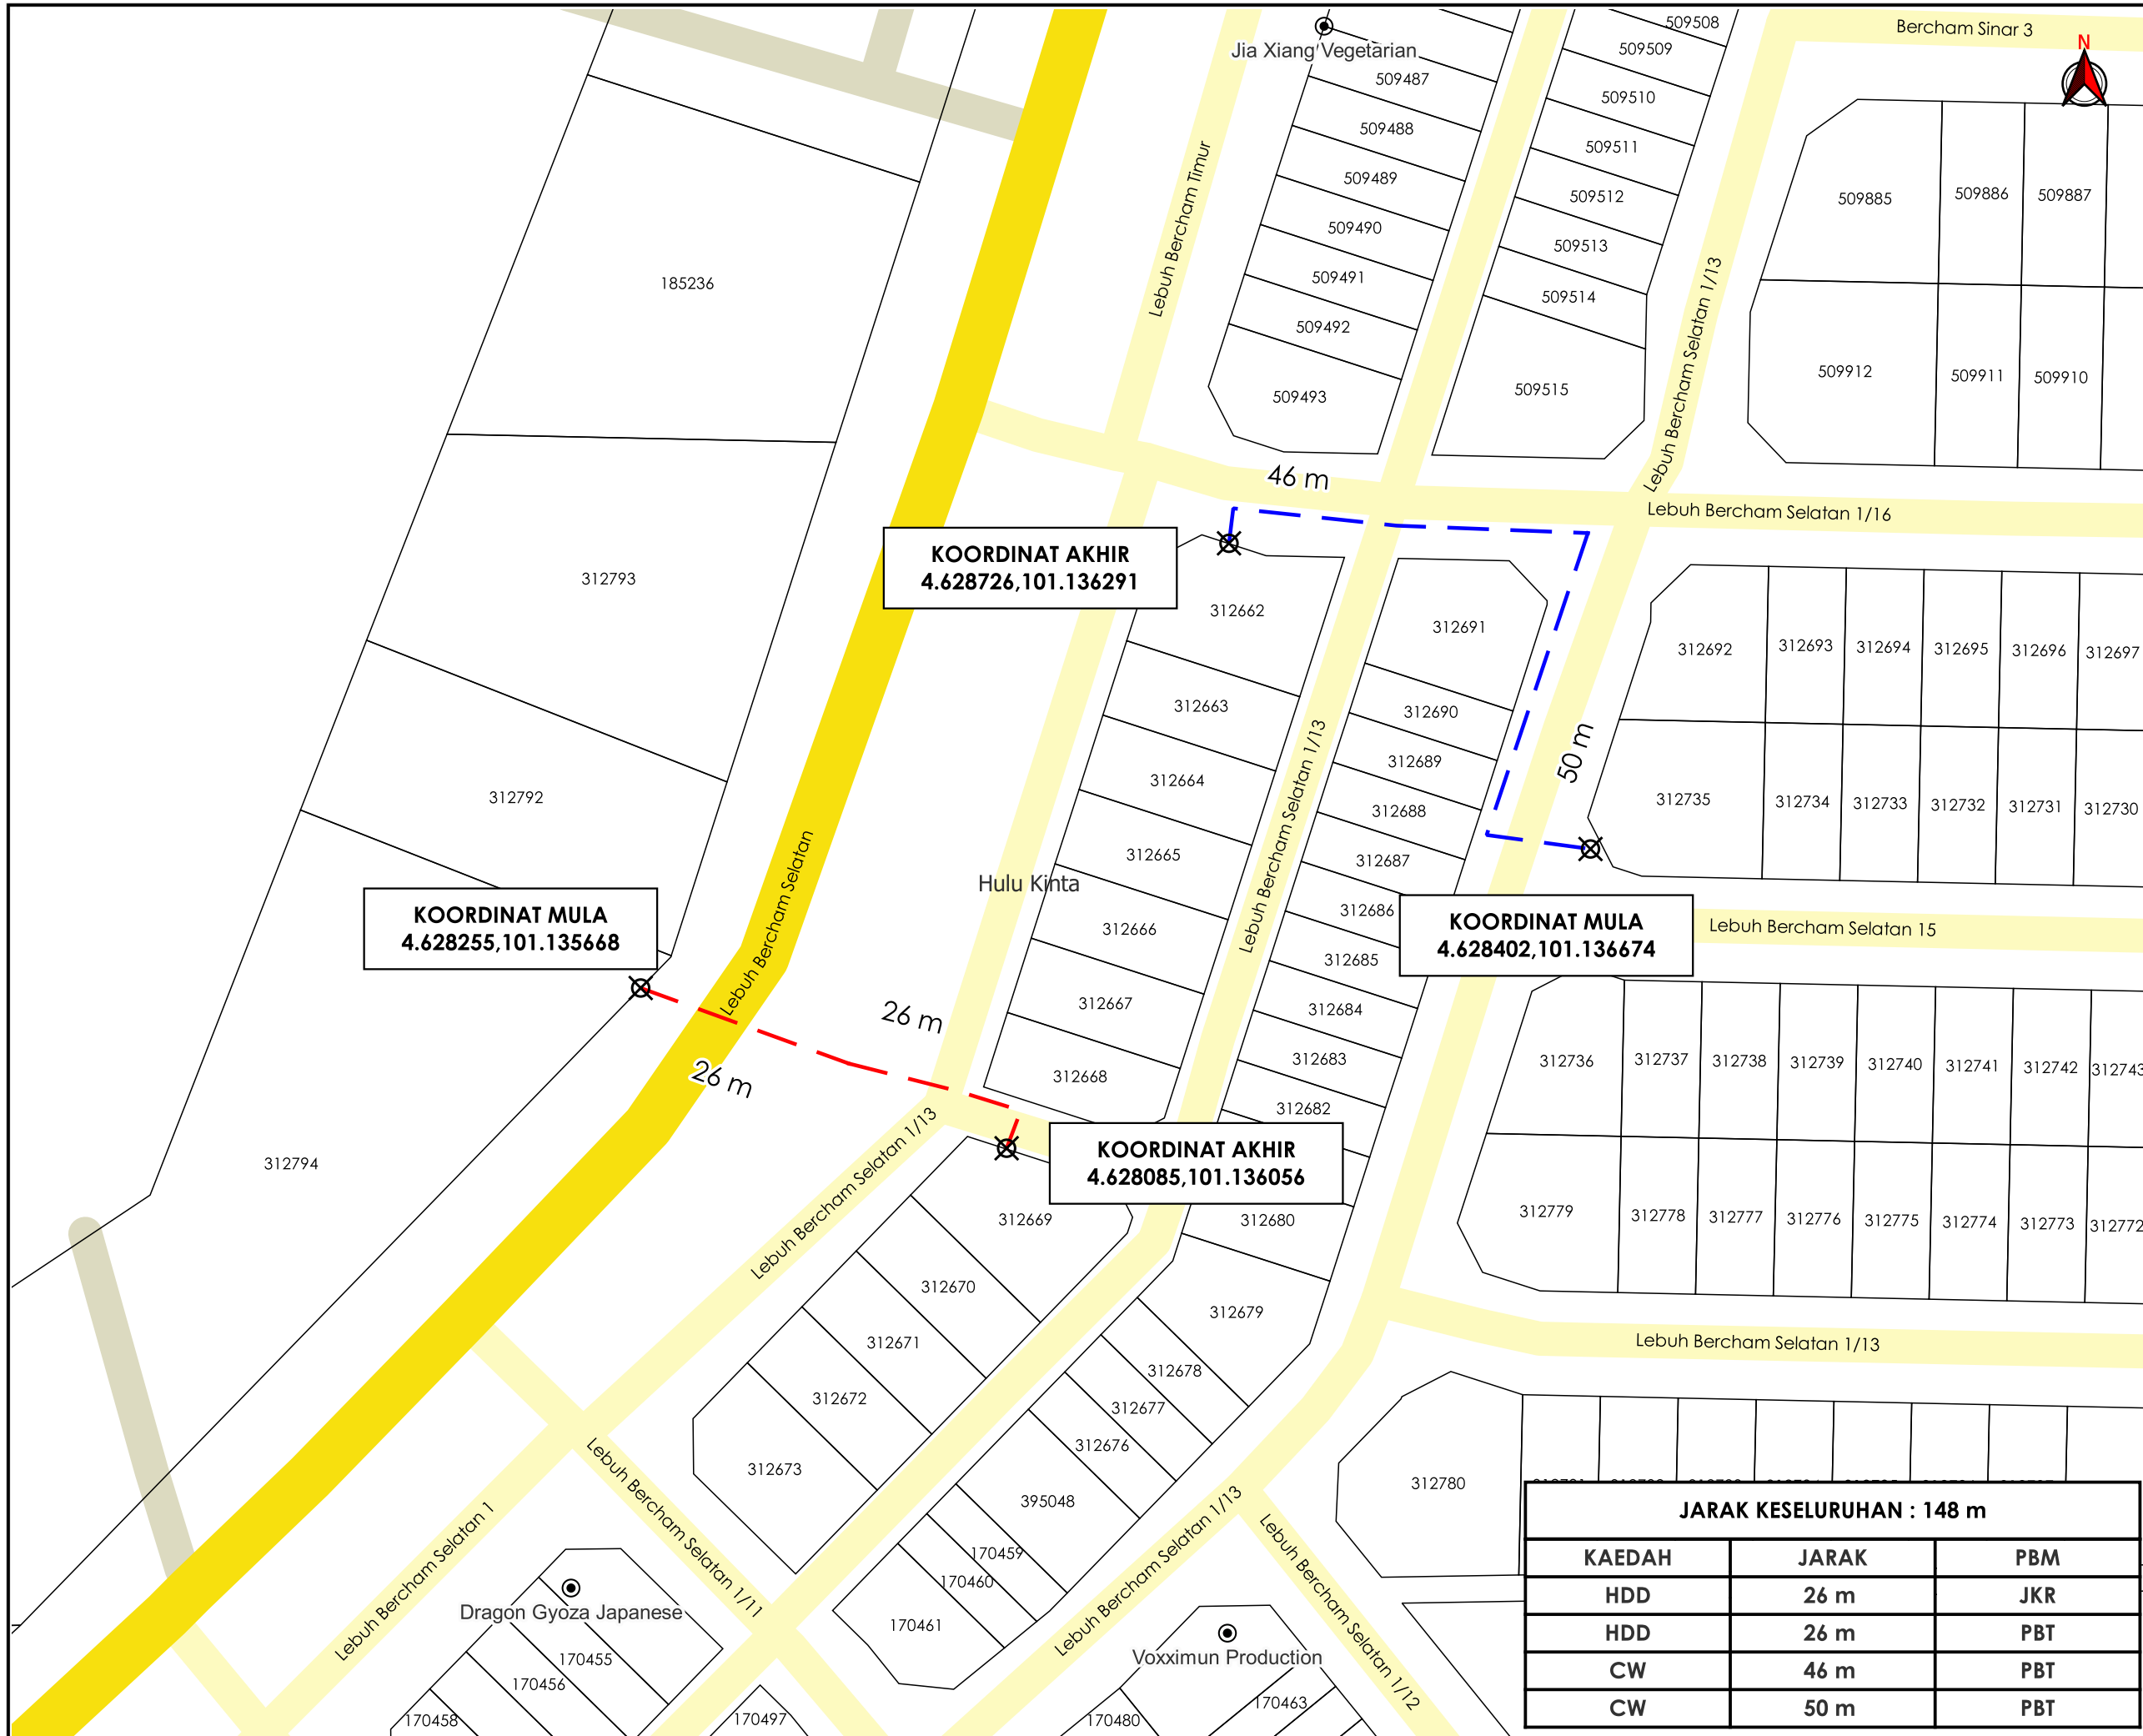 Bercham Sinar 3
N
Jia Xiang Vegetarian
509508
509509
509487
509510
509488
509511
509489
509512
509490
509513
509491
509514
509492
509515
509493
509885
509886
509887
509912
509911
509910
185236
Lebuh Bercham Timur
Lebuh Bercham Selatan 1/13
46 m
Lebuh Bercham Selatan 1/16
KOORDINAT AKHIR
4.628726,101.136291
312793
312662
312691
312692
312693
312694
312695
312696
312697
312663
312690
312664
312689
50 m
312792
312688
312735
312734
312733
312732
312731
312730
312665
312687
Lebuh Bercham Selatan
Lebuh Bercham Selatan 1/13
Hulu Kinta
312666
312686
KOORDINAT MULA
4.628255,101.135668
KOORDINAT MULA
4.628402,101.136674
Lebuh Bercham Selatan 15
312685
312667
312684
26 m
26 m
312668
312683
312682
312736
312737
312738
312739
312740
312741
312742
312743
Lebuh Bercham Selatan 1/13
KOORDINAT AKHIR
4.628085,101.136056
312794
312669
312680
312779
312778
312777
312776
312775
312774
312773
312772
312670
312679
312671
312678
Lebuh Bercham Selatan 1/13
312672
312677
312676
312673
395048
312780
Lebuh Bercham Selatan 1
Lebuh Bercham Selatan 1/11
Lebuh Bercham Selatan 1/13
Lebuh Bercham Selatan 1/12
170459
170460
170461
Dragon Gyoza Japanese
170455
170456
170458
170497
Voxximun Production
170463
170480
JARAK KESELURUHAN : 148 m
KAEDAH JARAK PBM
HDD 26 m JKR
HDD 26 m PBT
CW 46 m PBT
CW 50 m PBT